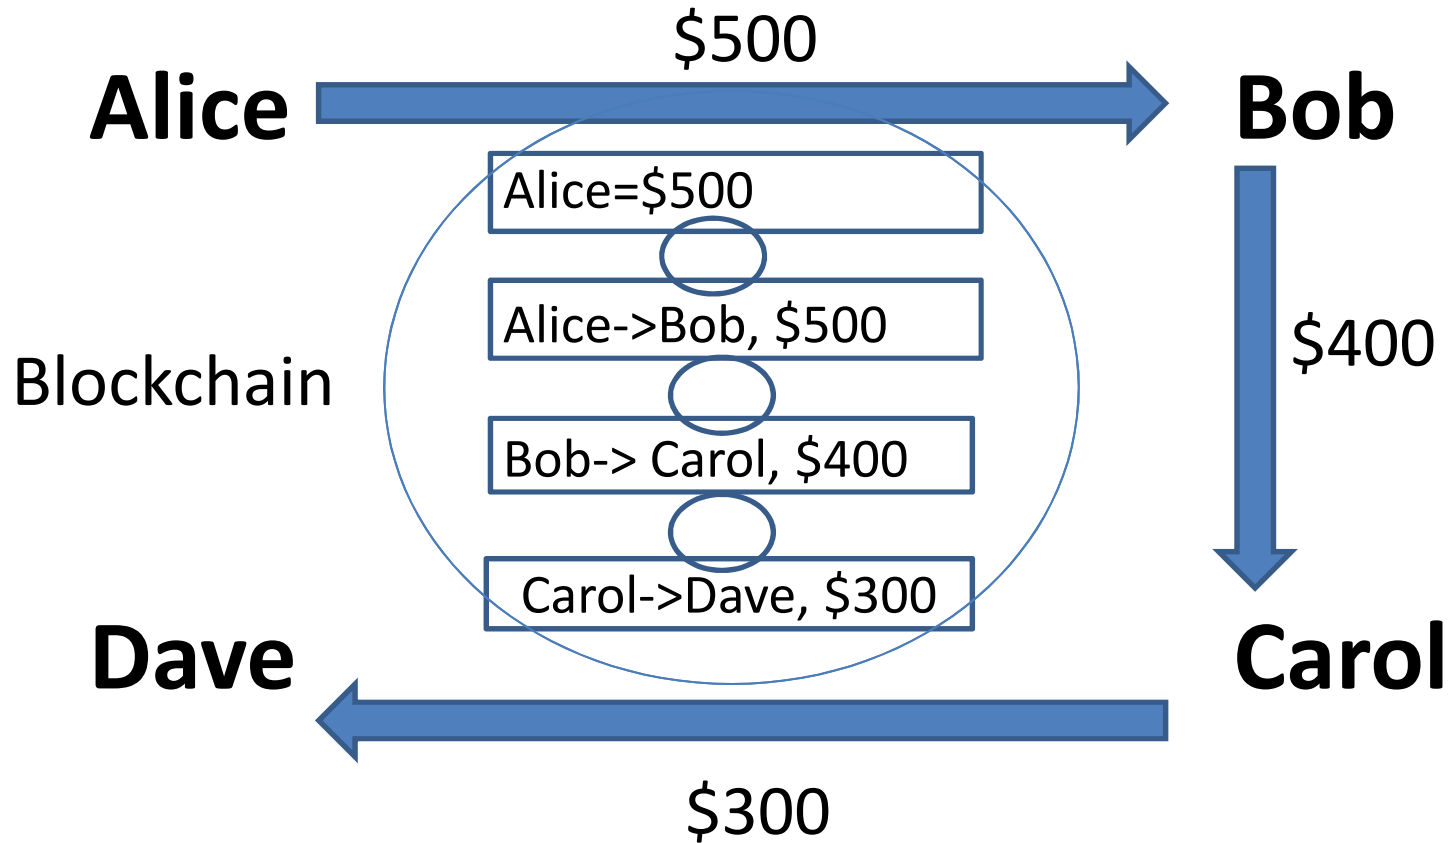 $500
Alice
Bob
Alice=$500
Alice->Bob, $500
$400
Blockchain
Bob-> Carol, $400
Carol->Dave, $300
Dave
Carol
$300